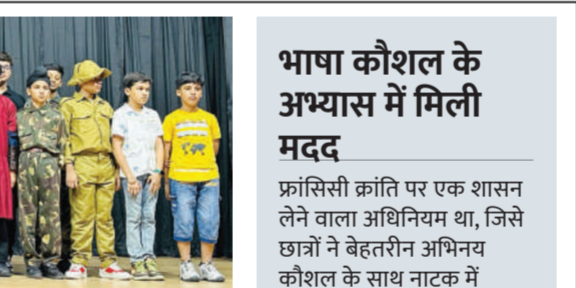 भाषा कौशल के
अभ्यास में मिली
मदद
फ्रांसिसी क्रांति पर एक शासन
लेने वाला अधिनियम था, जिसे
छात्रों ने बेहतरीन अभिनय
कौशल के साथ नाटक में